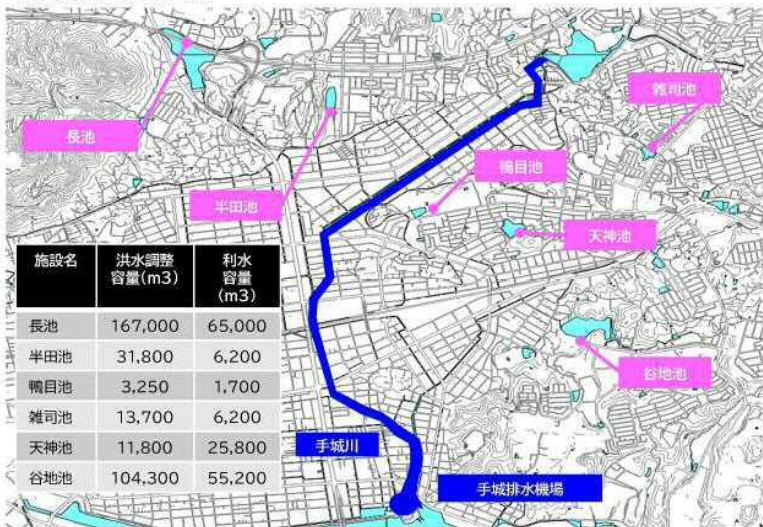 長池
半田池
鴨目池
雑司池
天神池
谷地池
手城川
手城排水機場
施設名 洪水調整容量(m3) 利水容量(m3)
長池 167,000 65,000
半田池 31,800 6,200
鴨目池 3,250 1,700
雑司池 13,700 6,200
天神池 11,800 25,800
谷地池 104,300 55,200